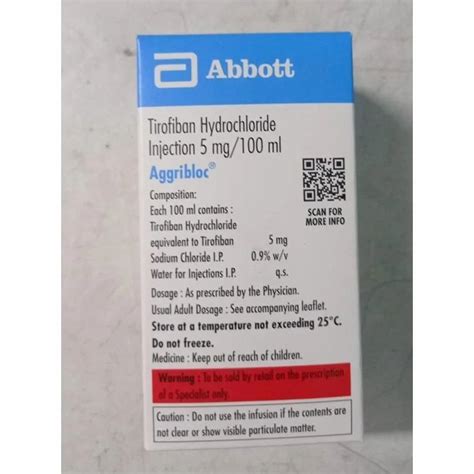 Abbott
Tirofiban Hydrochloride
Injection 5 mg/100 ml
Aggribloc®
Composition:
Each 100 ml contains :
Tirofiban Hydrochloride
equivalent to Tirofiban 5 mg
Sodium Chloride I.P. 0.9% w/v
Water for Injections I.P. q.s.
SCAN FOR
MORE INFO
Dosage : As prescribed by the Physician.
Usual Adult Dosage : See accompanying leaflet.
Store at a temperature not exceeding 25°C.
Do not freeze.
Medicine : Keep out of reach of children.
Warning : To be sold by retail on the prescription
of a Specialist only.
Caution : Do not use the infusion if the contents are
not clear or show visible particulate matter.